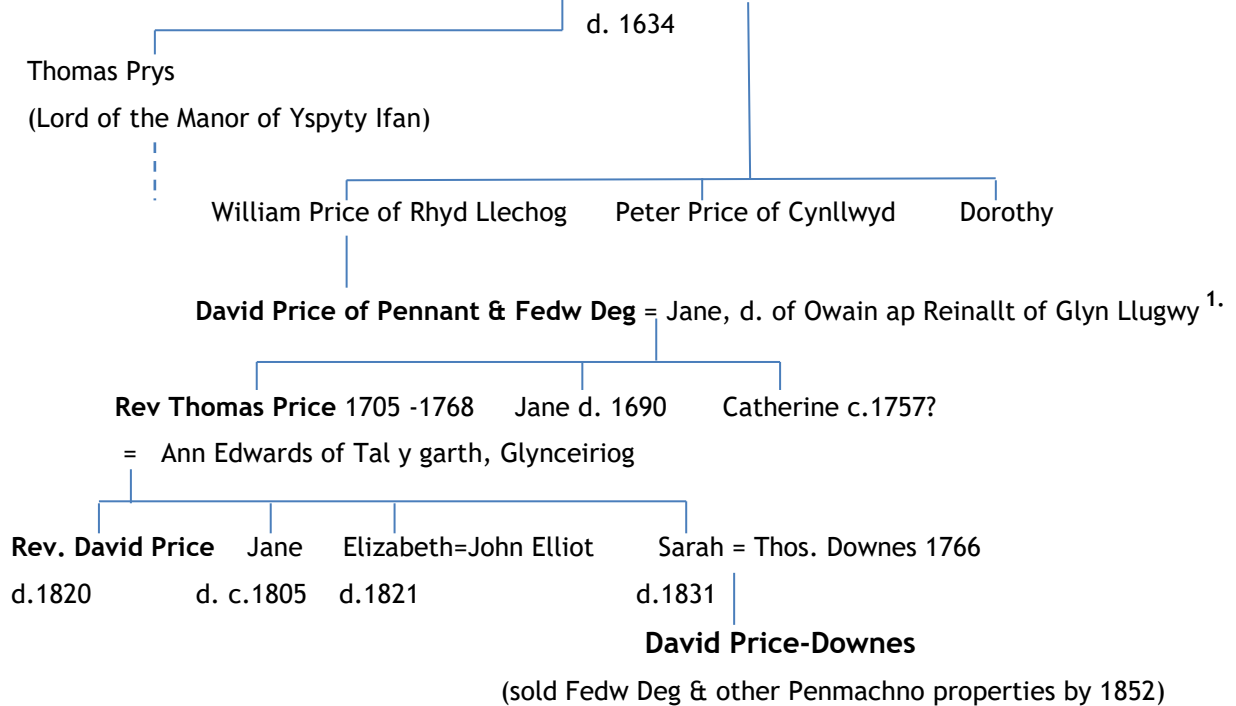 d. 1634
Thomas Prys
(Lord of the Manor of Yspyty Ifan)
William Price of Rhyd Llechog Peter Price of Cynllwyd Dorothy
David Price of Pennant & Fedw Deg = Jane, d. of Owain ap Reinallt of Glyn Llugwy 1.
Rev Thomas Price 1705 -1768 Jane d. 1690 Catherine c.1757?
= Ann Edwards of Tal y garth, Glynceiriog
Rev. David Price Jane Elizabeth=John Elliot Sarah = Thos. Downes 1766
d.1820 d. c.1805 d.1821 d.1831
David Price-Downes
(sold Fedw Deg & other Penmachno properties by 1852)